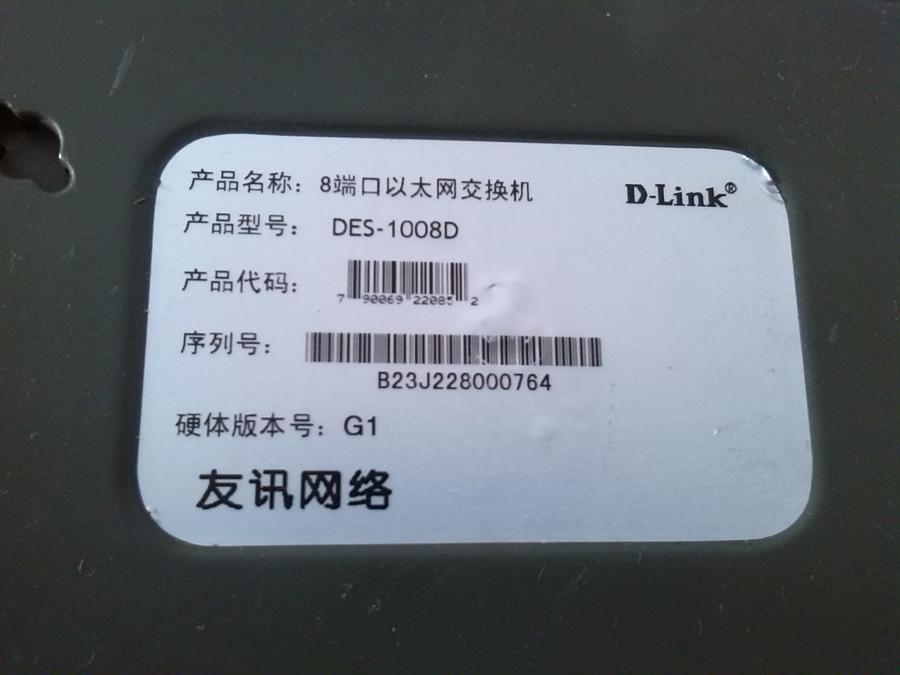 产品名称：8端口以太网交换机
D-Link®
产品型号： DES-1008D
产品代码：
7 90069 22085 2
序列号：
B23J228000764
硬体版本号：G1
友讯网络